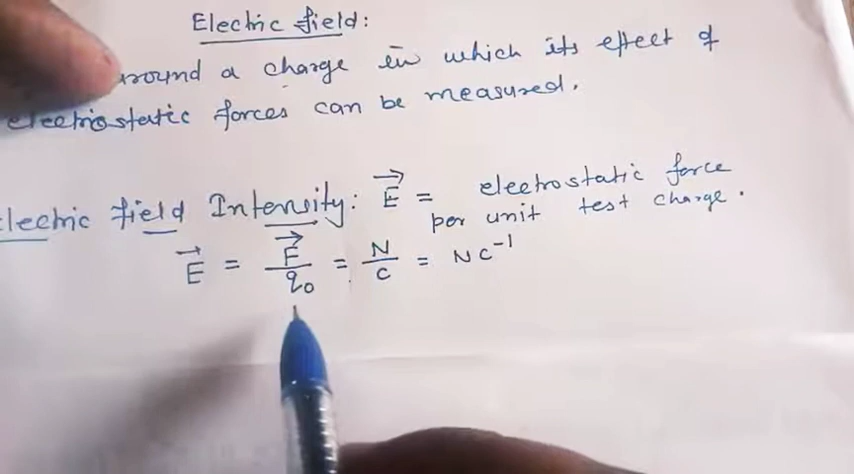 Electric field:
round a charge in which its effect of
electrostatic forces can be measured.
Electric field Intensity: E⃗ = electrostatic force
per unit test charge.
E⃗ = F⃗/q₀ = N/C = NC⁻¹